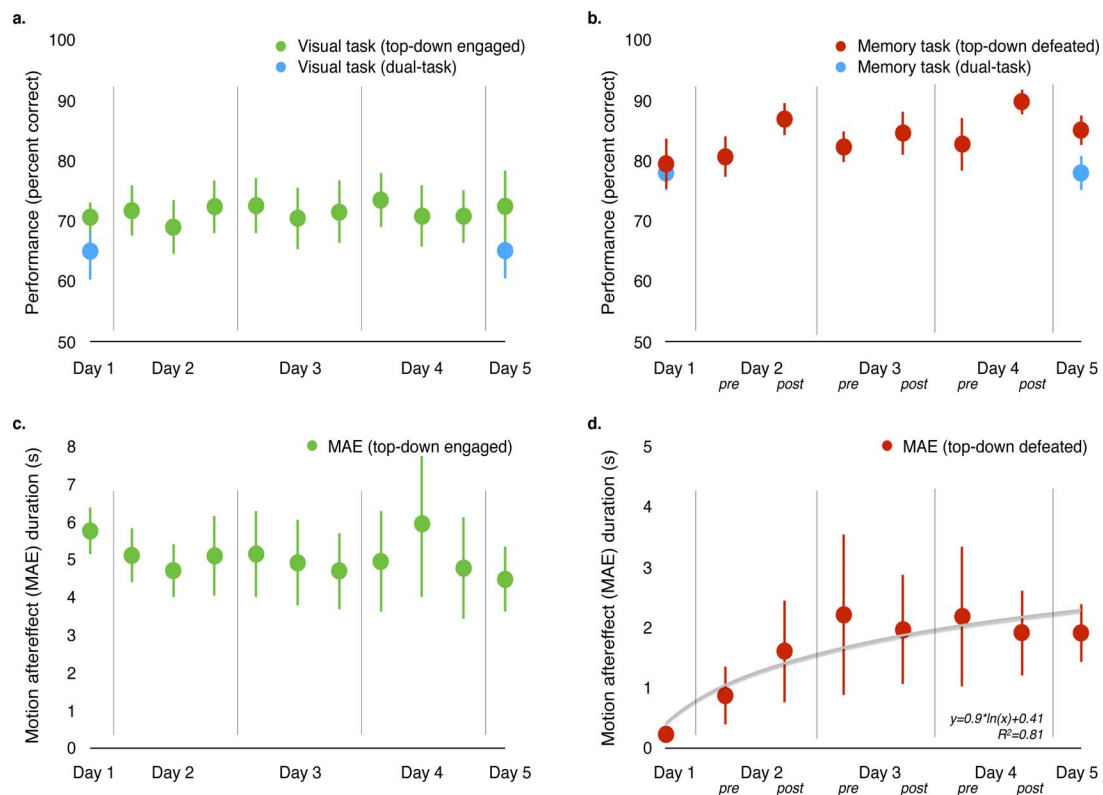 a.
Performance (percent correct)
100
90
80
70
60
50
Visual task (top-down engaged)
Visual task (dual-task)
Day 1 Day 2 Day 3 Day 4 Day 5
b.
Performance (percent correct)
100
90
80
70
60
50
Memory task (top-down defeated)
Memory task (dual-task)
Day 1 Day 2 Day 3 Day 4 Day 5
pre post pre post pre post
c.
Motion aftereffect (MAE) duration (s)
8
7
6
5
4
3
2
1
0
MAE (top-down engaged)
Day 1 Day 2 Day 3 Day 4 Day 5
d.
Motion aftereffect (MAE) duration (s)
5
4
3
2
1
0
MAE (top-down defeated)
y=0.9*ln(x)+0.41
R²=0.81
Day 1 Day 2 Day 3 Day 4 Day 5
pre post pre post pre post